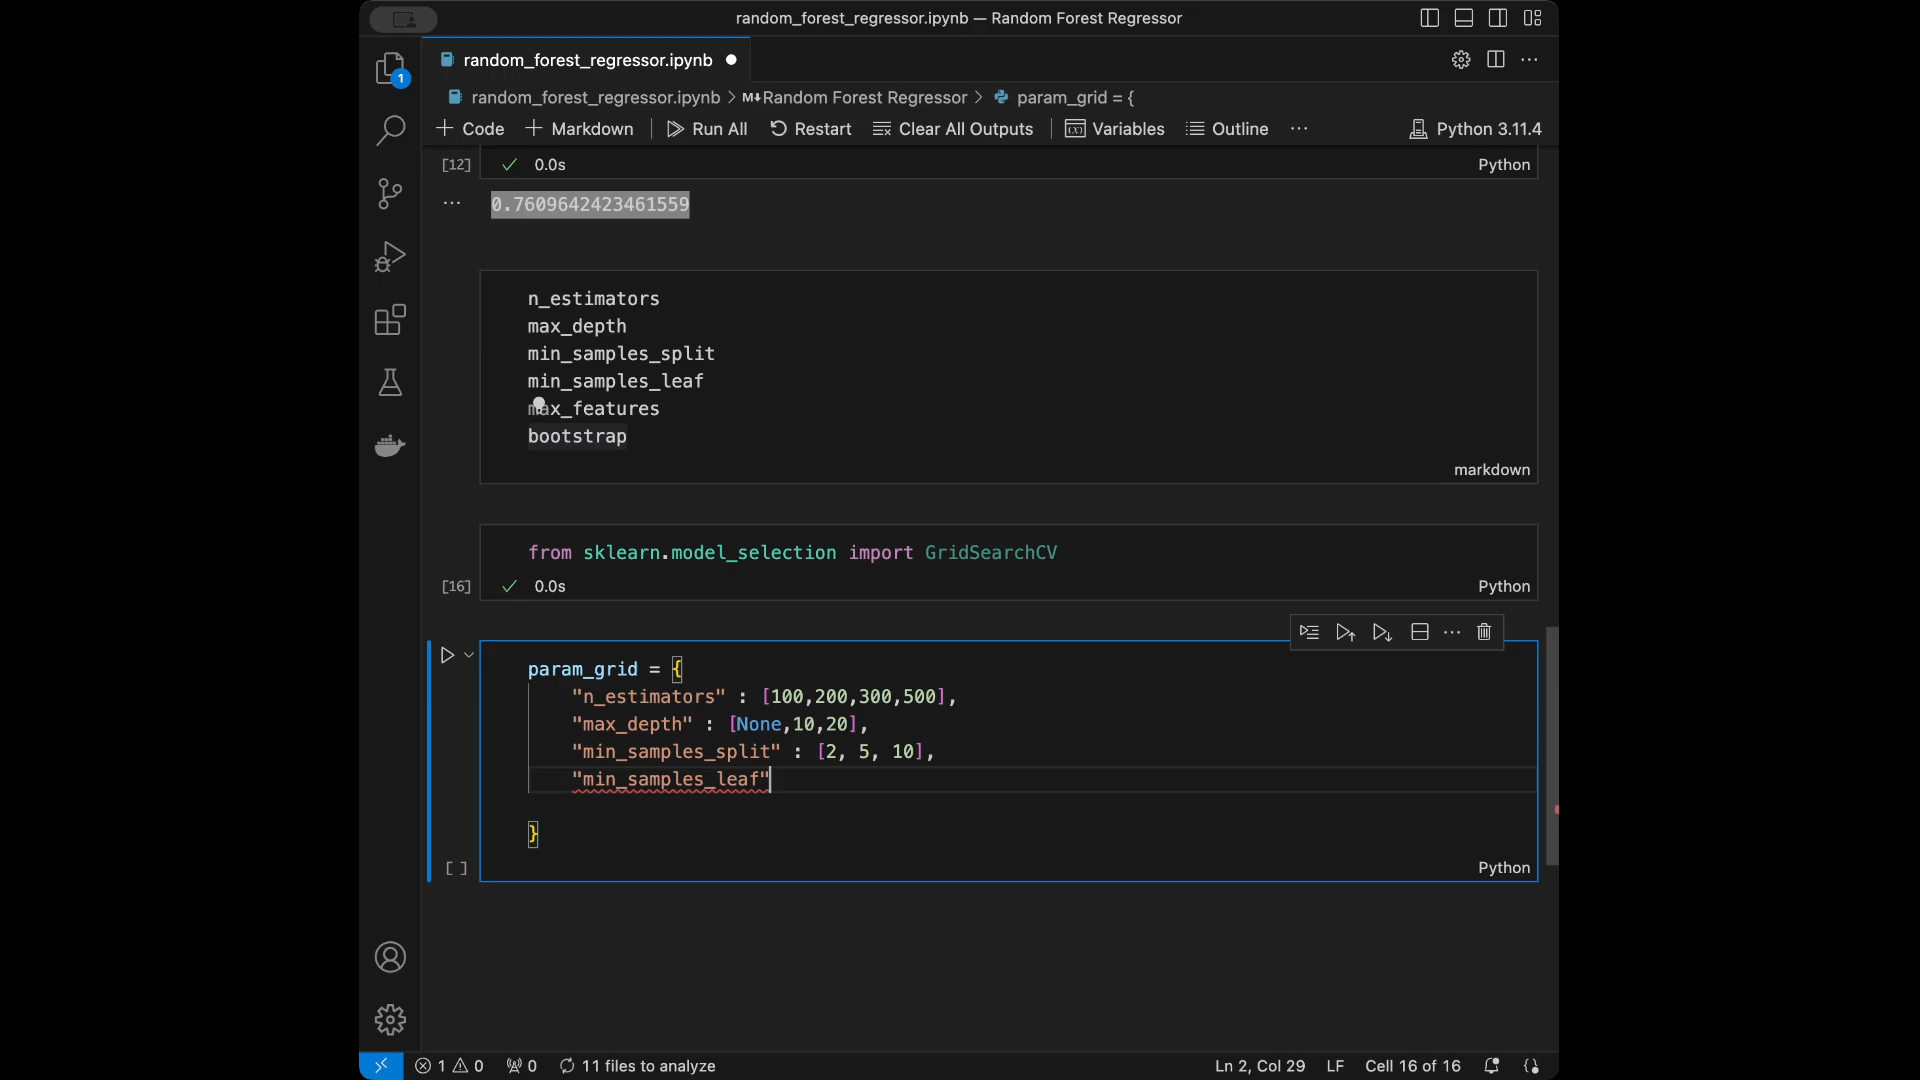 random_forest_regressor.ipynb — Random Forest Regressor
random_forest_regressor.ipynb
random_forest_regressor.ipynb > M↓Random Forest Regressor > param_grid = {
+ Code + Markdown Run All Restart Clear All Outputs Variables Outline ... Python 3.11.4
1
[12] ✓ 0.0s Python
... 0.7609642423461559
n_estimators
max_depth
min_samples_split
min_samples_leaf
max_features
bootstrap
markdown
from sklearn.model_selection import GridSearchCV
[16] ✓ 0.0s Python
param_grid = {
"n_estimators" : [100,200,300,500],
"max_depth" : [None,10,20],
"min_samples_split" : [2, 5, 10],
"min_samples_leaf"
}
[ ] Python
1 0 0 11 files to analyze Ln 2, Col 29 LF Cell 16 of 16